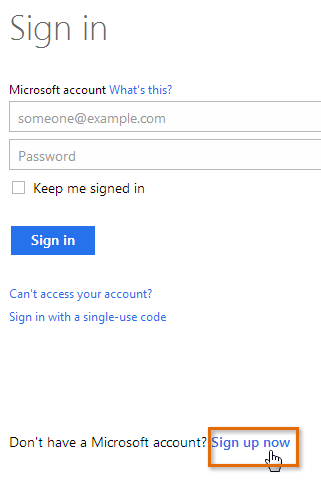 Sign in
Microsoft account What's this?
someone@example.com
Password
Keep me signed in
Sign in
Can't access your account?
Sign in with a single-use code
Don't have a Microsoft account? Sign up now